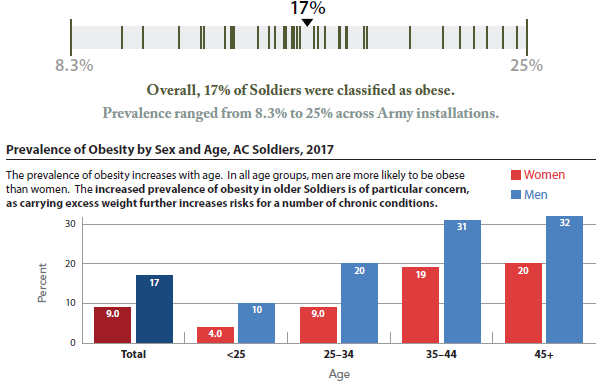 17%
8.3%
25%
Overall, 17% of Soldiers were classified as obese.
Prevalence ranged from 8.3% to 25% across Army installations.
Prevalence of Obesity by Sex and Age, AC Soldiers, 2017
The prevalence of obesity increases with age. In all age groups, men are more likely to be obese
than women. The increased prevalence of obesity in older Soldiers is of particular concern,
as carrying excess weight further increases risks for a number of chronic conditions.
Women
Men
Percent
30
20
10
0
9.0
17
4.0
10
9.0
20
19
31
20
32
Total
<25
25–34
35–44
45+
Age